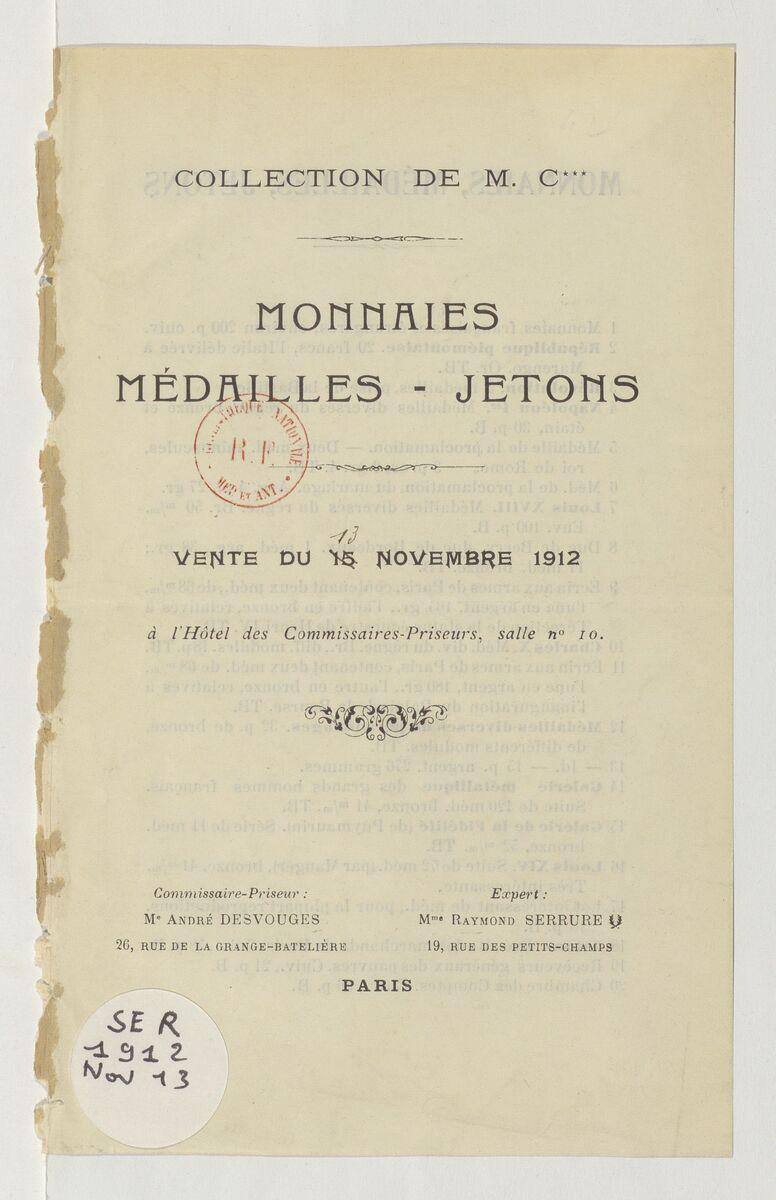 COLLECTION DE M. C***
MONNAIES
MÉDAILLES - JETONS
BIBLIOTHÈQUE NATIONALE
R.F.
MED ET ANT.
13
VENTE DU 15 NOVEMBRE 1912
à l'Hôtel des Commissaires-Priseurs, salle nº 10.
Commissaire-Priseur :
Me ANDRÉ DESVOUGES
26, RUE DE LA GRANGE-BATELIÈRE
Expert :
Mme RAYMOND SERRURE
19, RUE DES PETITS-CHAMPS
PARIS
SER
1912
Nov 13